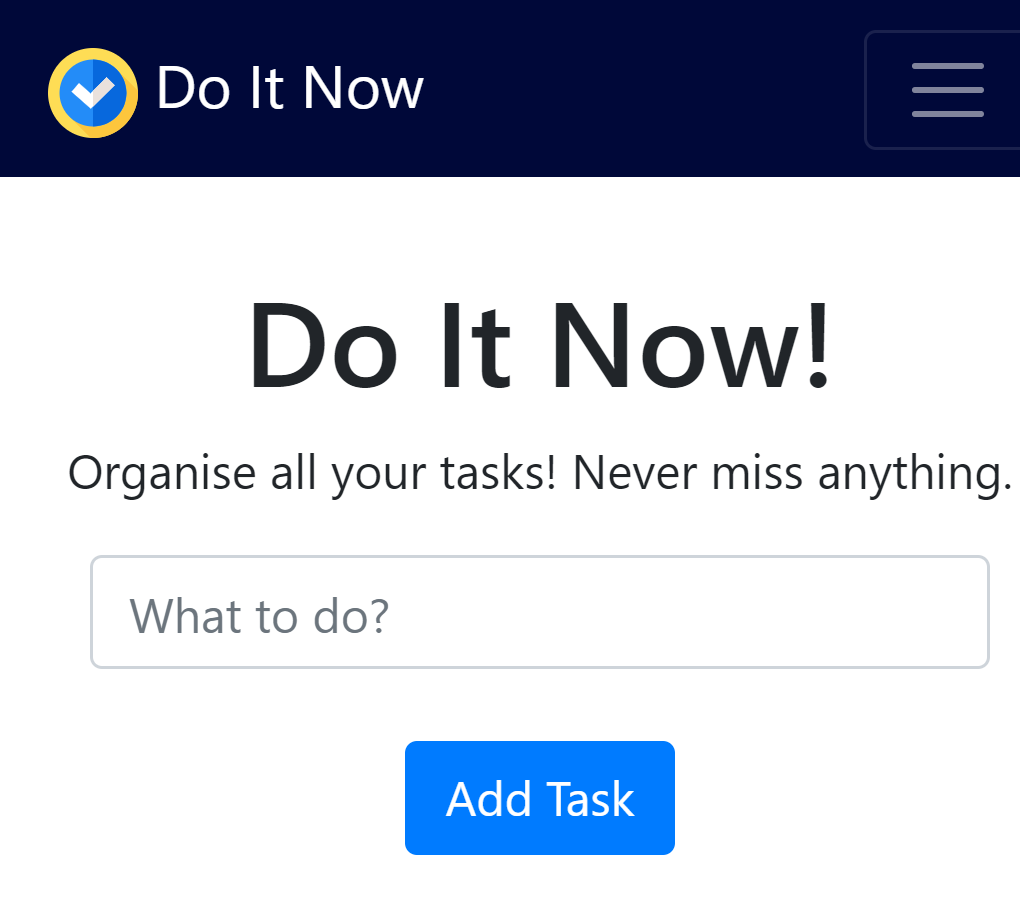 Do It Now
Do It Now!
Organise all your tasks! Never miss anything.
What to do?
Add Task